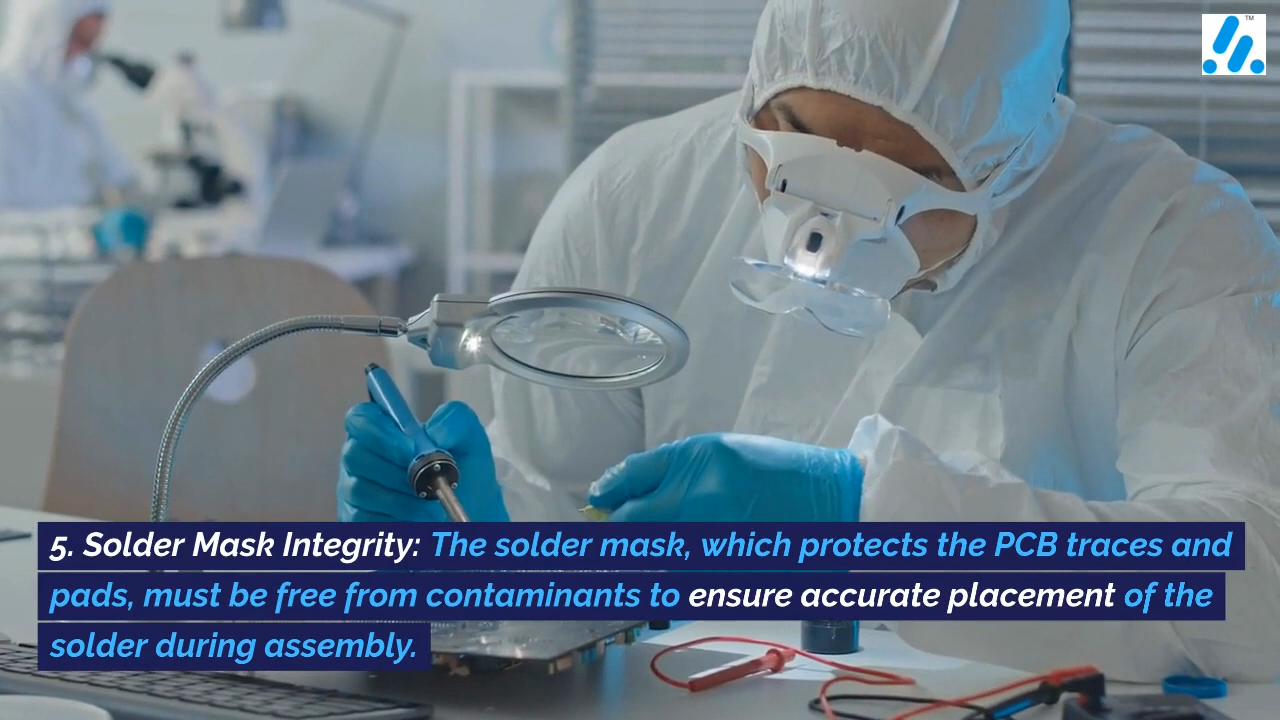 TM
5. Solder Mask Integrity: The solder mask, which protects the PCB traces and
pads, must be free from contaminants to ensure accurate placement of the
solder during assembly.